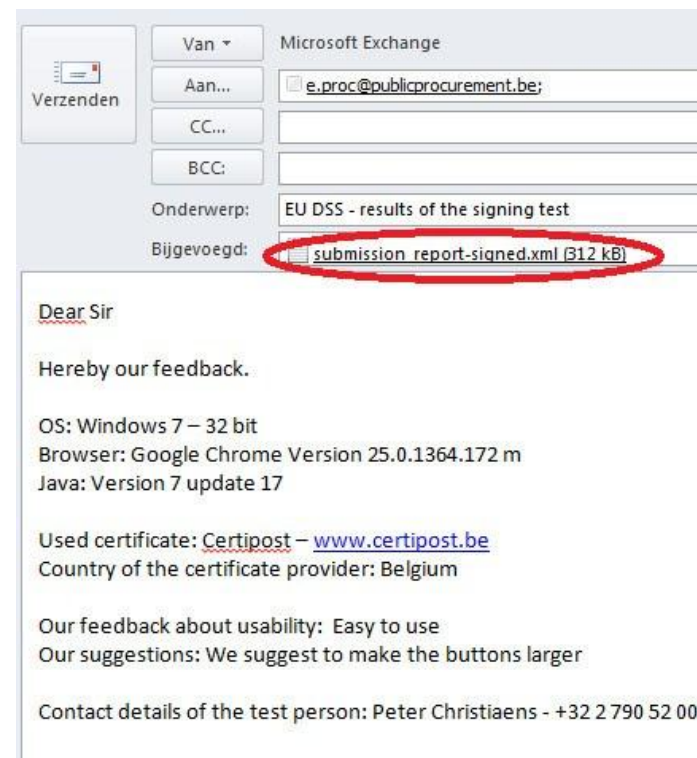 Van
Microsoft Exchange
Verzenden
Aan...
e.proc@publicprocurement.be;
CC...
BCC:
Onderwerp:
EU DSS - results of the signing test
Bijgevoegd:
submission_report-signed.xml (312 kB)
Dear Sir
Hereby our feedback.
OS: Windows 7 – 32 bit
Browser: Google Chrome Version 25.0.1364.172 m
Java: Version 7 update 17
Used certificate: Certipost – www.certipost.be
Country of the certificate provider: Belgium
Our feedback about usability:  Easy to use
Our suggestions: We suggest to make the buttons larger
Contact details of the test person: Peter Christiaens - +32 2 790 52 00